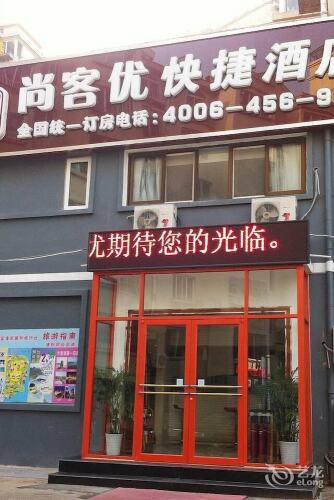 尚客优快捷酒店
全国统一订房电话:4006-456-9
尤期待您的光临。
旅游指南
艺龙
eLong